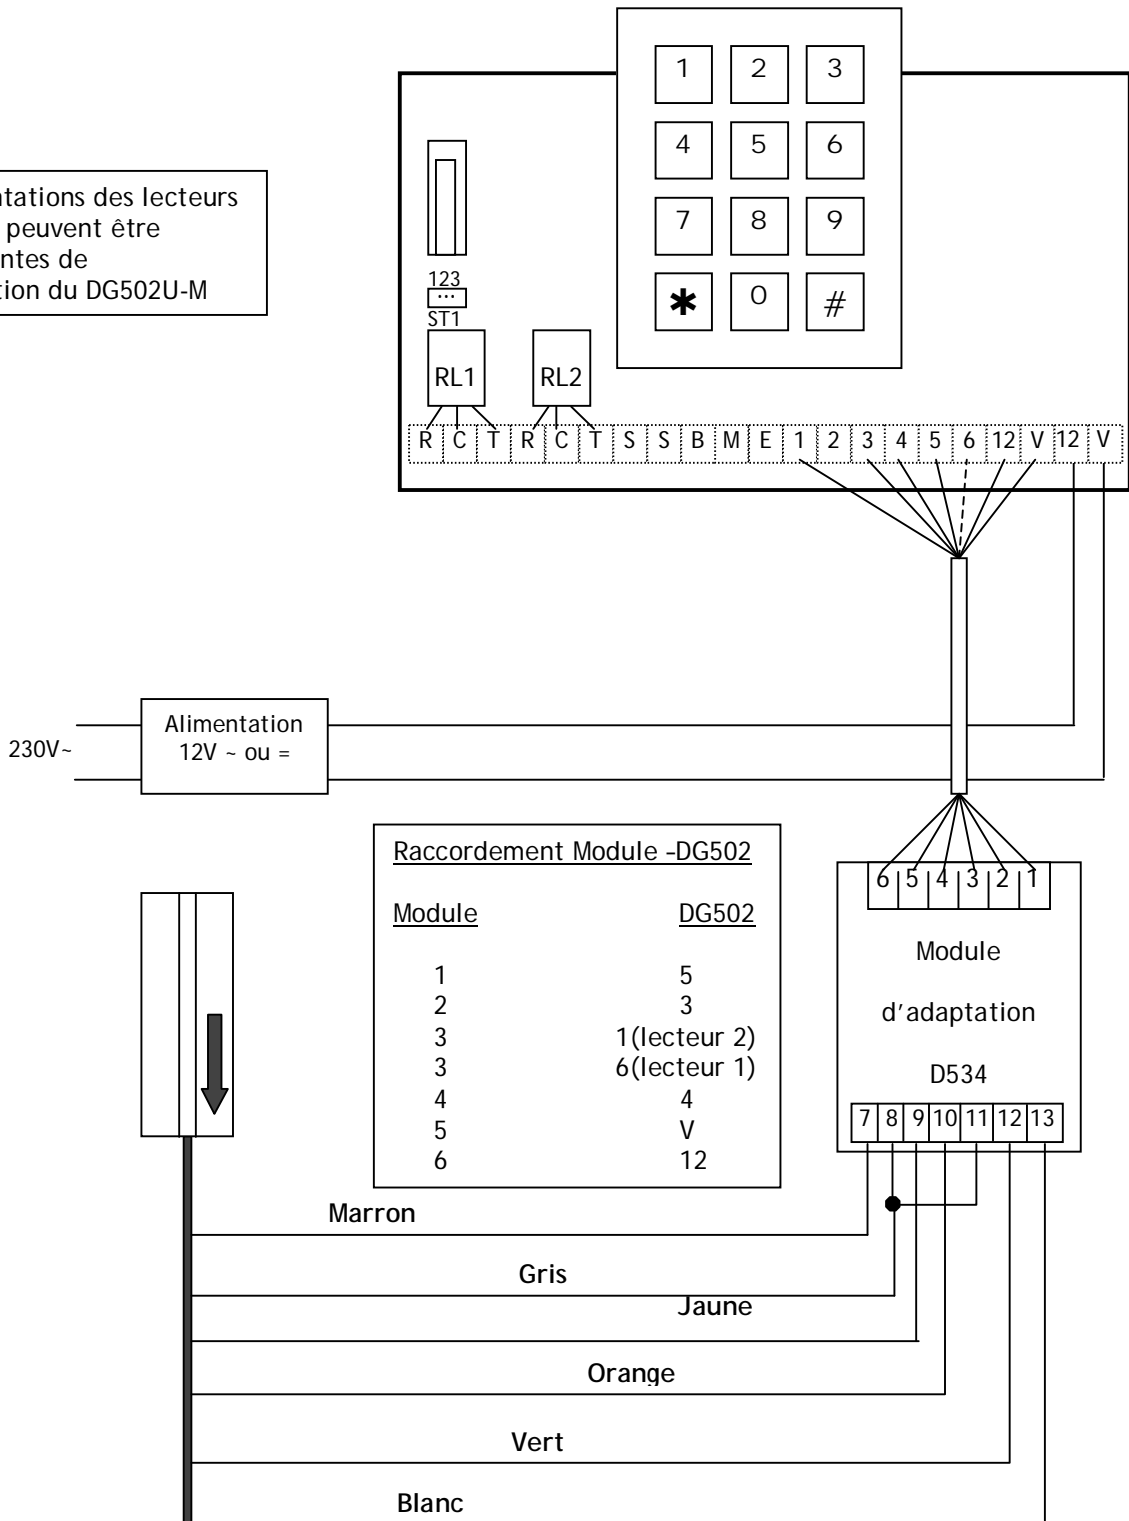 1 2 3
4 5 6
7 8 9
✱ 0 #
tations des lecteurs
peuvent être
ntes de
tion du DG502U-M
123
...
ST1
RL1 RL2
R C T R C T S S B M E 1 2 3 4 5 6 12 V 12 V
Alimentation
12V ~ ou =
230V~
Raccordement Module -DG502
Module DG502
1 5
2 3
3 1(lecteur 2)
3 6(lecteur 1)
4 4
5 V
6 12
6 5 4 3 2 1
Module
d'adaptation
D534
7 8 9 10 11 12 13
Marron
Gris
Jaune
Orange
Vert
Blanc